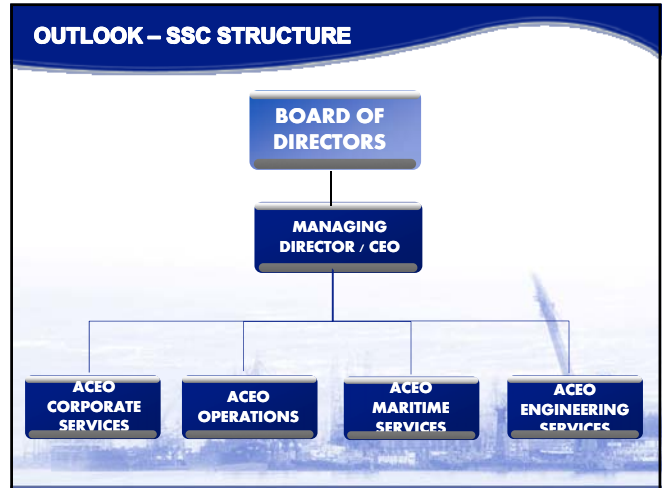 OUTLOOK – SSC STRUCTURE
BOARD OF
DIRECTORS
MANAGING
DIRECTOR / CEO
ACEO
CORPORATE
SERVICES
ACEO
OPERATIONS
ACEO
MARITIME
SERVICES
ACEO
ENGINEERING
SERVICES